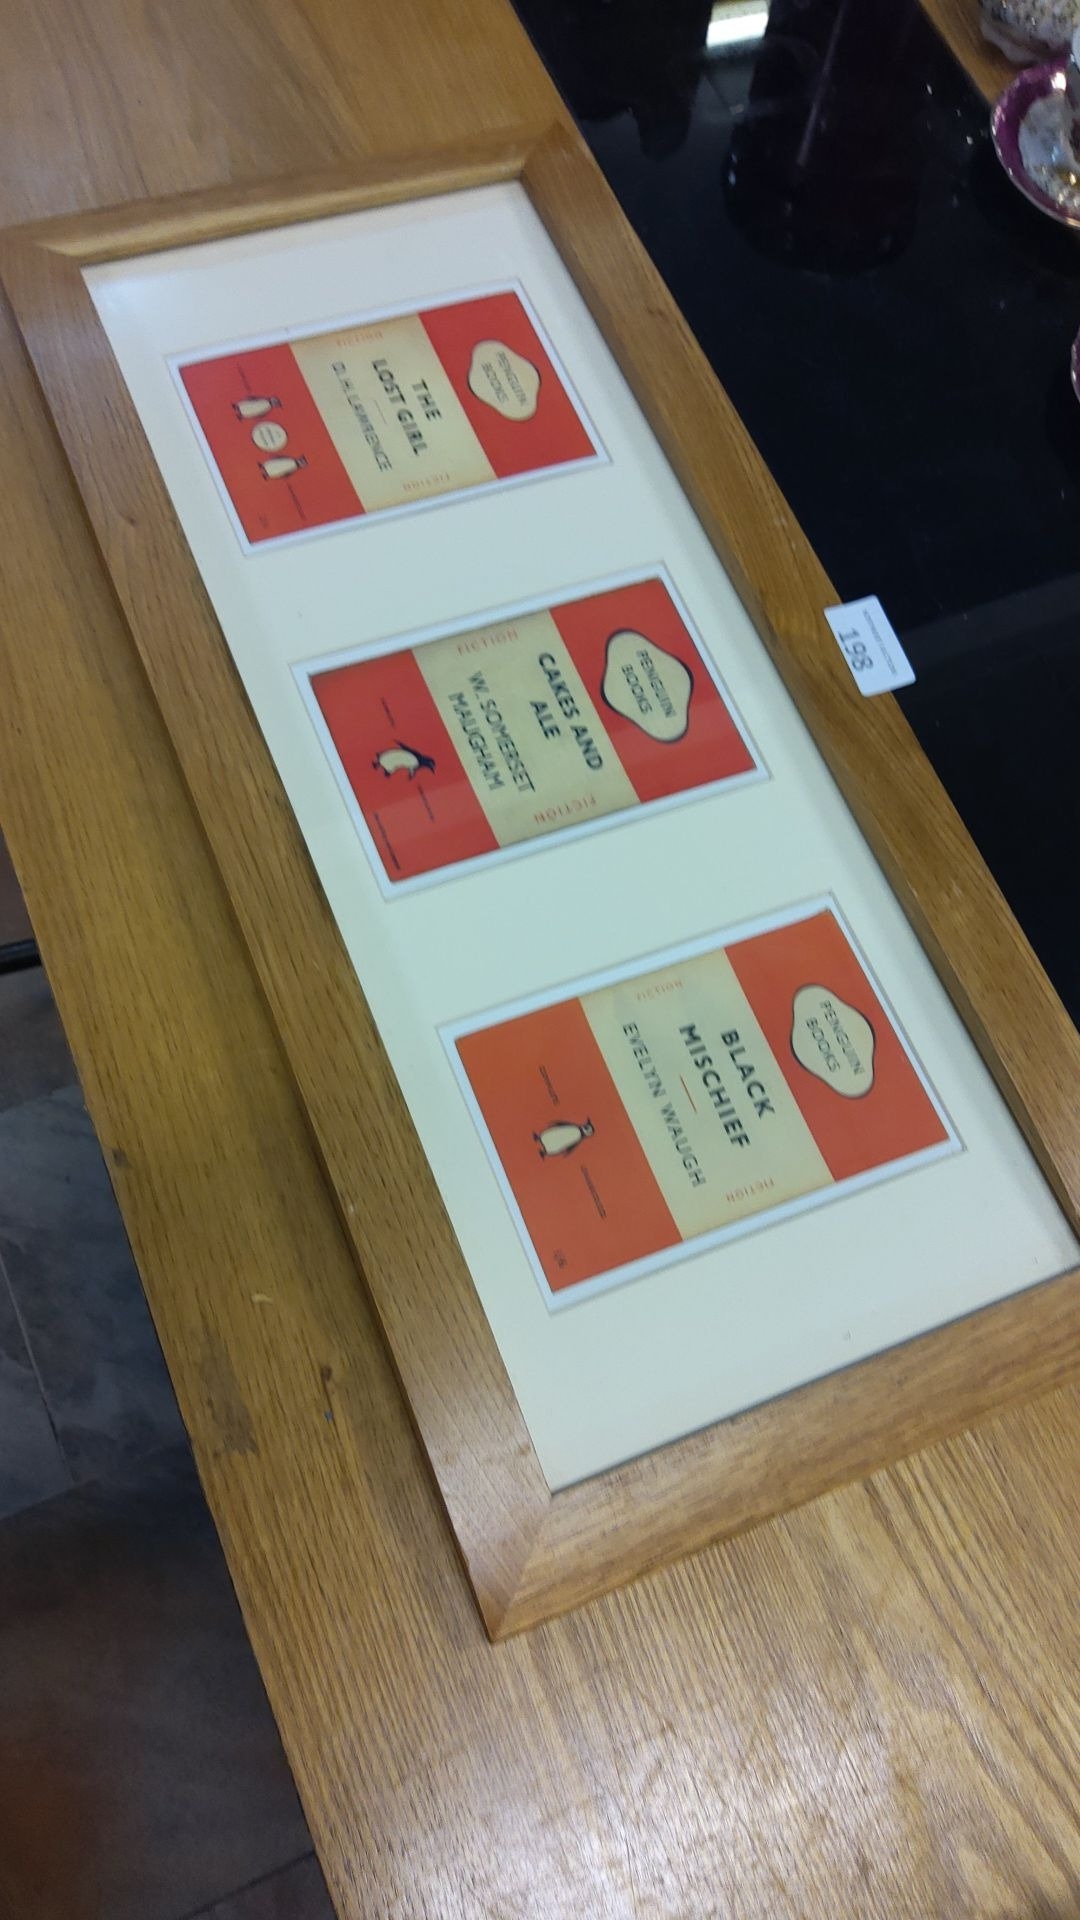 PENGUIN
BOOKS
FICTION
THE
LOST GIRL
D. H. LAWRENCE
FICTION
PENGUIN
BOOKS
FICTION
CAKES AND
ALE
W. SOMERSET
MAUGHAM
FICTION
PENGUIN
BOOKS
FICTION
BLACK
MISCHIEF
EVELYN WAUGH
FICTION
198